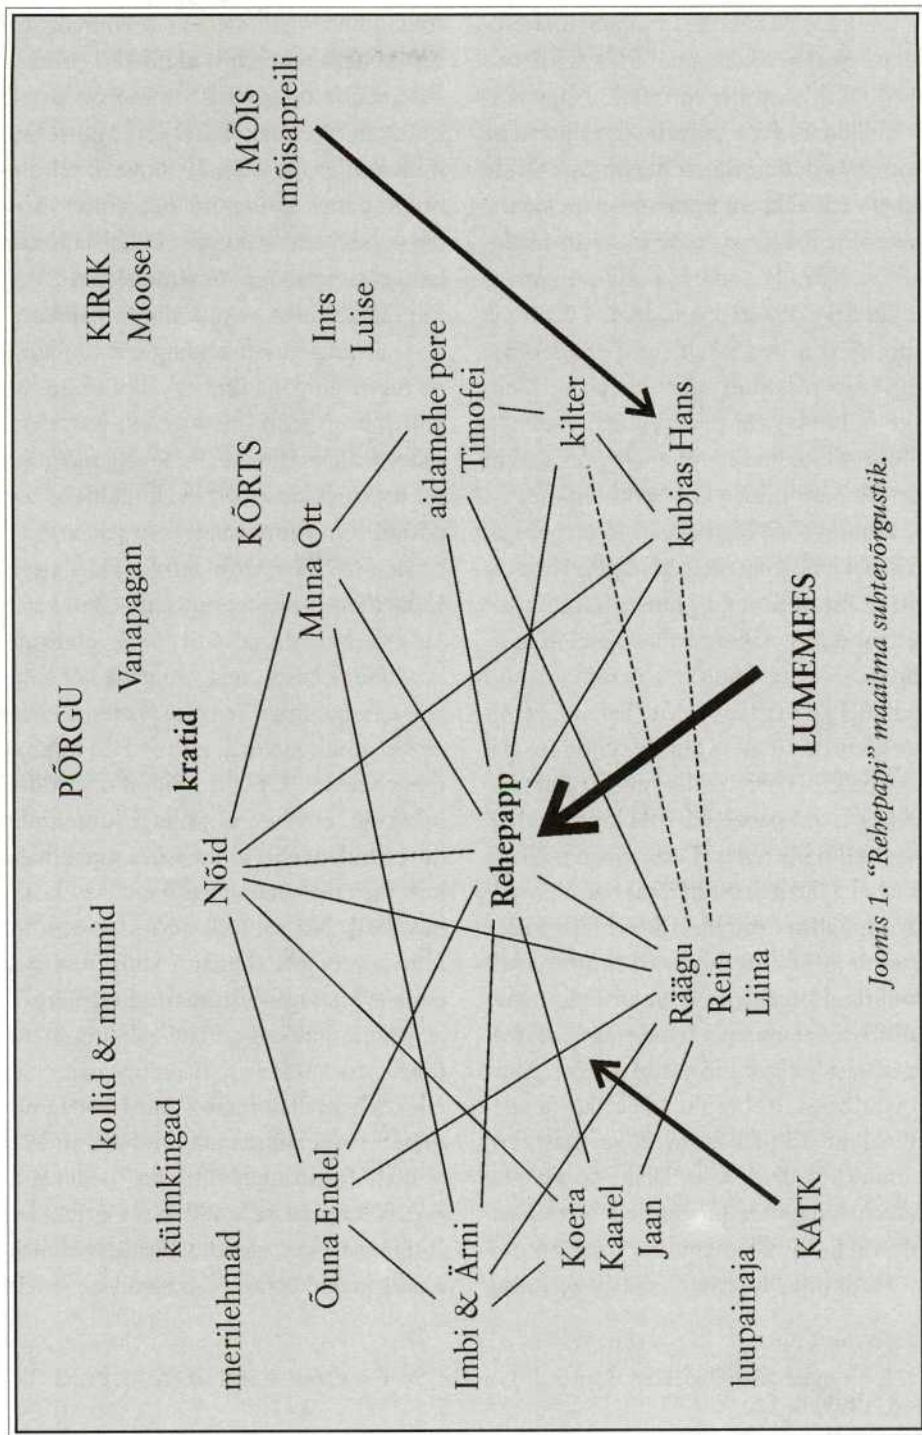 PÕRGU
KIRIK
Moosel
kollid & mummid
Vanapagan
külmkingad
kratid
MÕIS
mõisapreili
merilehmad
Nõid
KÕRTS
Õuna Endel
Muna Ott
Ints
Luise
aidamehe pere
Timofei
Imbi & Ärni
Rehepapp
kilter
Koera
Kaarel
Jaan
Räägu
Rein
Liina
kubjas Hans
luupainaja
KATK
LUMEMEES
Joonis 1. “Rehepapi” maailma suhtevõrgustik.